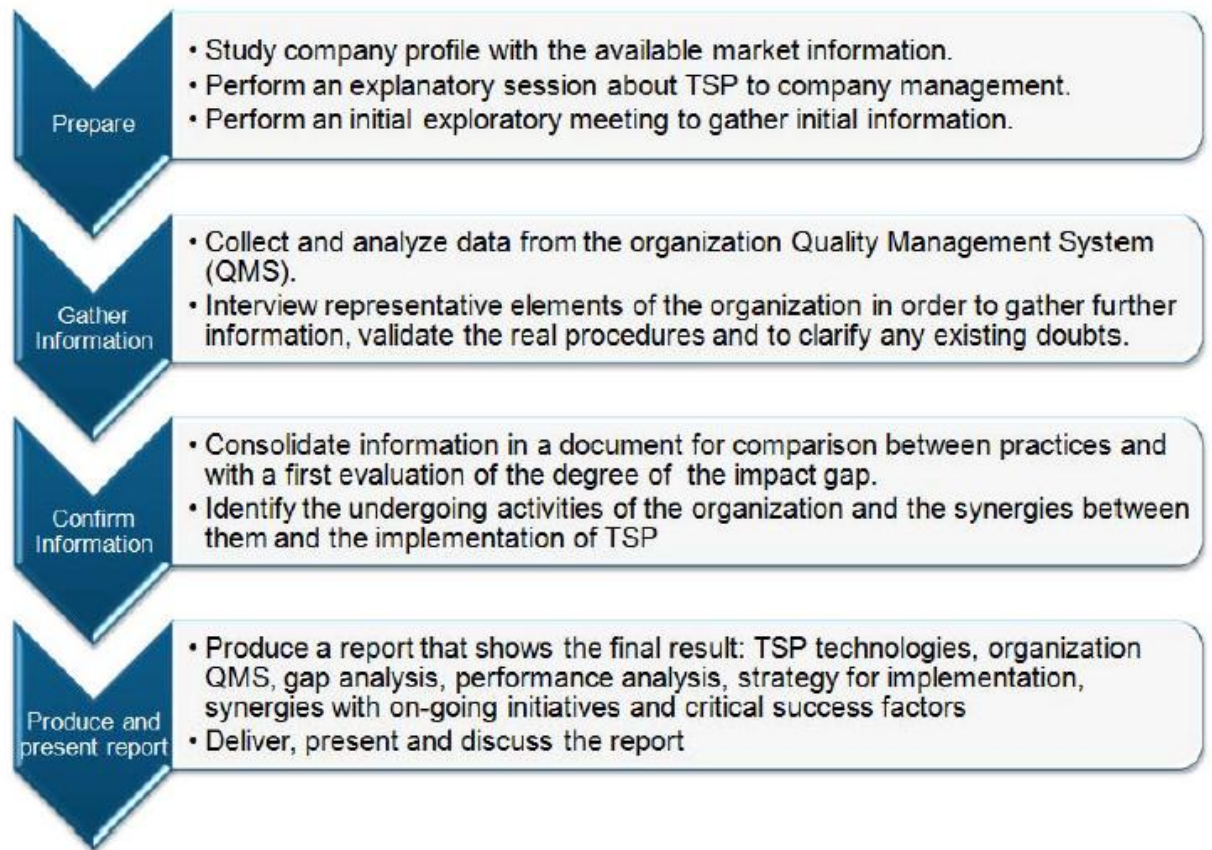 Prepare
• Study company profile with the available market information.
• Perform an explanatory session about TSP to company management.
• Perform an initial exploratory meeting to gather initial information.
Gather
Information
• Collect and analyze data from the organization Quality Management System
(QMS).
• Interview representative elements of the organization in order to gather further
information, validate the real procedures and to clarify any existing doubts.
Confirm
Information
• Consolidate information in a document for comparison between practices and
with a first evaluation of the degree of the impact gap.
• Identify the undergoing activities of the organization and the synergies between
them and the implementation of TSP
Produce and
present report
• Produce a report that shows the final result: TSP technologies, organization
QMS, gap analysis, performance analysis, strategy for implementation,
synergies with on-going initiatives and critical success factors
• Deliver, present and discuss the report